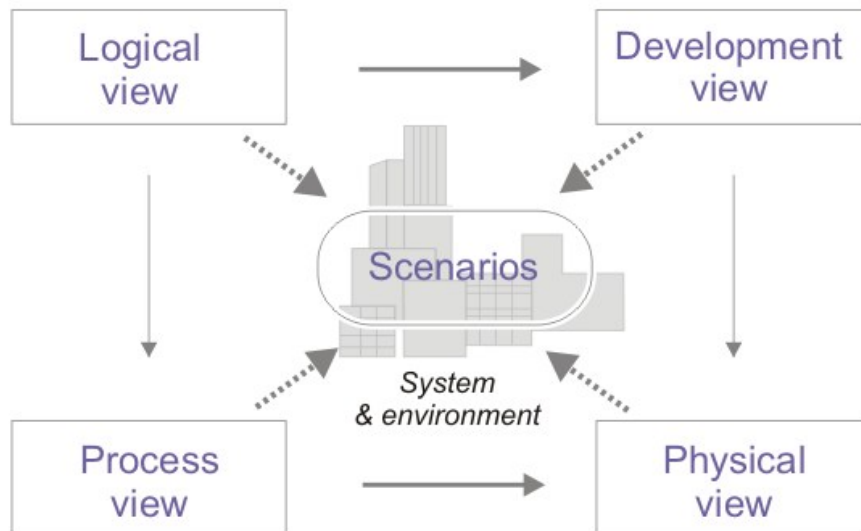 Logical
view
Development
view
Scenarios
System
& environment
Process
view
Physical
view